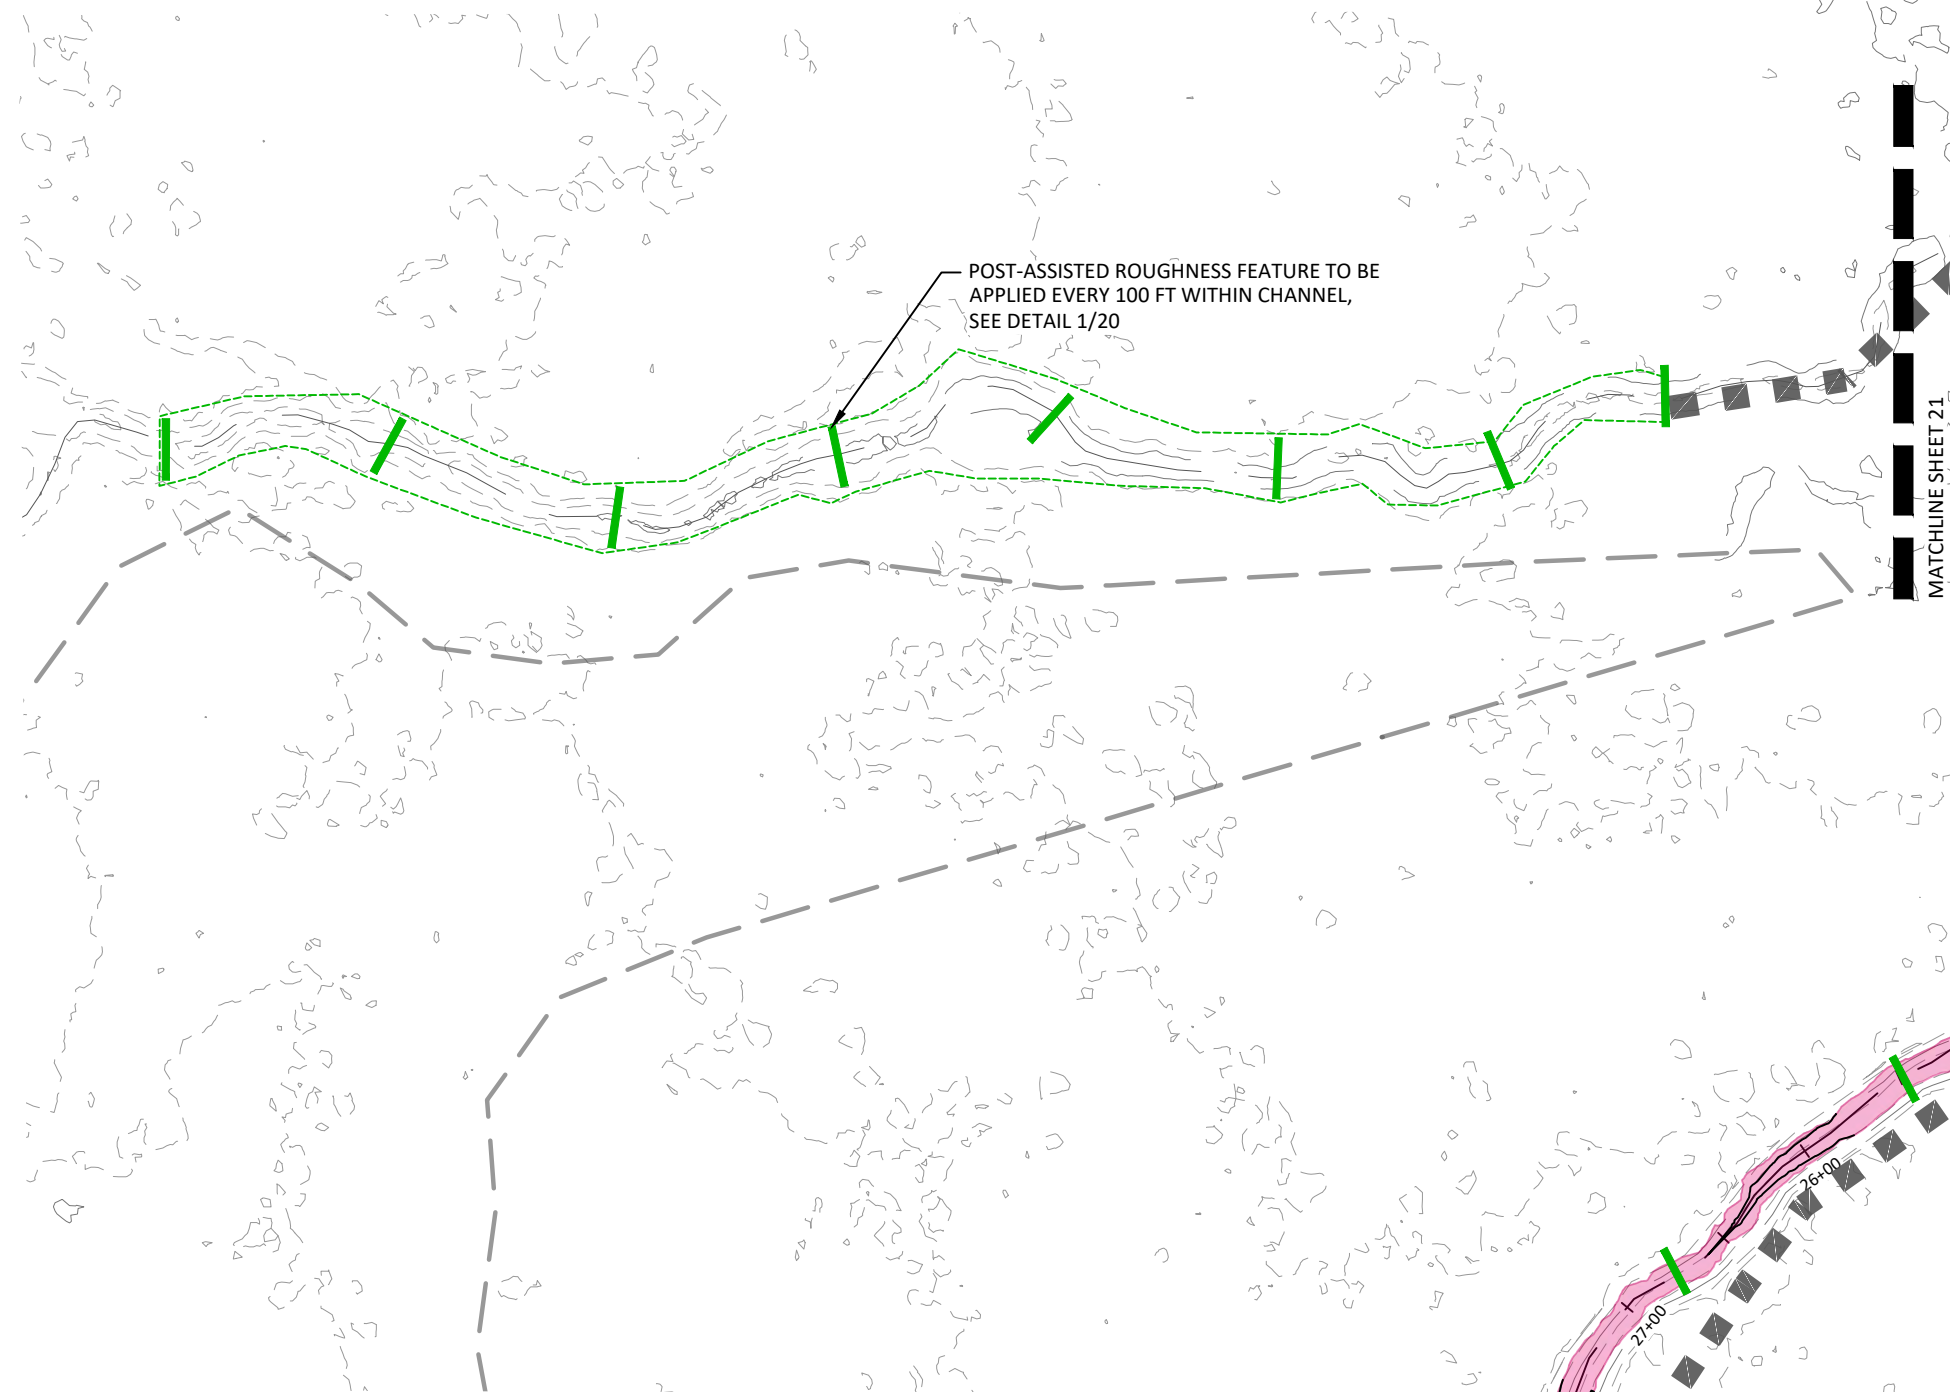 POST-ASSISTED ROUGHNESS FEATURE TO BE
APPLIED EVERY 100 FT WITHIN CHANNEL,
SEE DETAIL 1/20
MATCHLINE SHEET 21
26+00
27+00